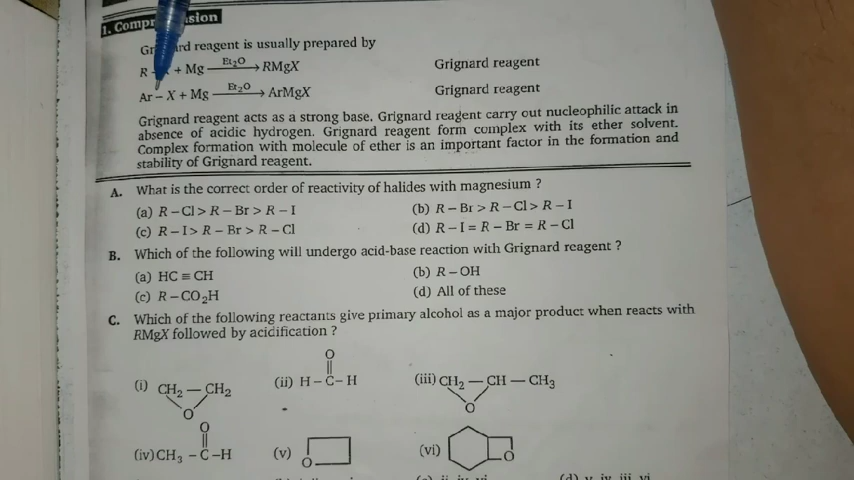 1. Compr sion
Gr rd reagent is usually prepared by
R – X + Mg —Et₂O→ RMgX Grignard reagent
Ar – X + Mg —Et₂O→ ArMgX Grignard reagent
Grignard reagent acts as a strong base. Grignard reagent carry out nucleophilic attack in
absence of acidic hydrogen. Grignard reagent form complex with its ether solvent.
Complex formation with molecule of ether is an important factor in the formation and
stability of Grignard reagent.
A. What is the correct order of reactivity of halides with magnesium ?
(a) R – Cl > R – Br > R – I (b) R – Br > R – Cl > R – I
(c) R – I > R – Br > R – Cl (d) R – I = R – Br = R – Cl
B. Which of the following will undergo acid-base reaction with Grignard reagent ?
(a) HC ≡ CH (b) R – OH
(c) R – CO₂H (d) All of these
C. Which of the following reactants give primary alcohol as a major product when reacts with
RMgX followed by acidification ?
O
(i) CH₂ — CH₂ (ii) H – C – H (iii) CH₂ — CH — CH₃
O O
O
(iv) CH₃ – C – H (v) O (vi) O
(d) v, iv, iii, vi